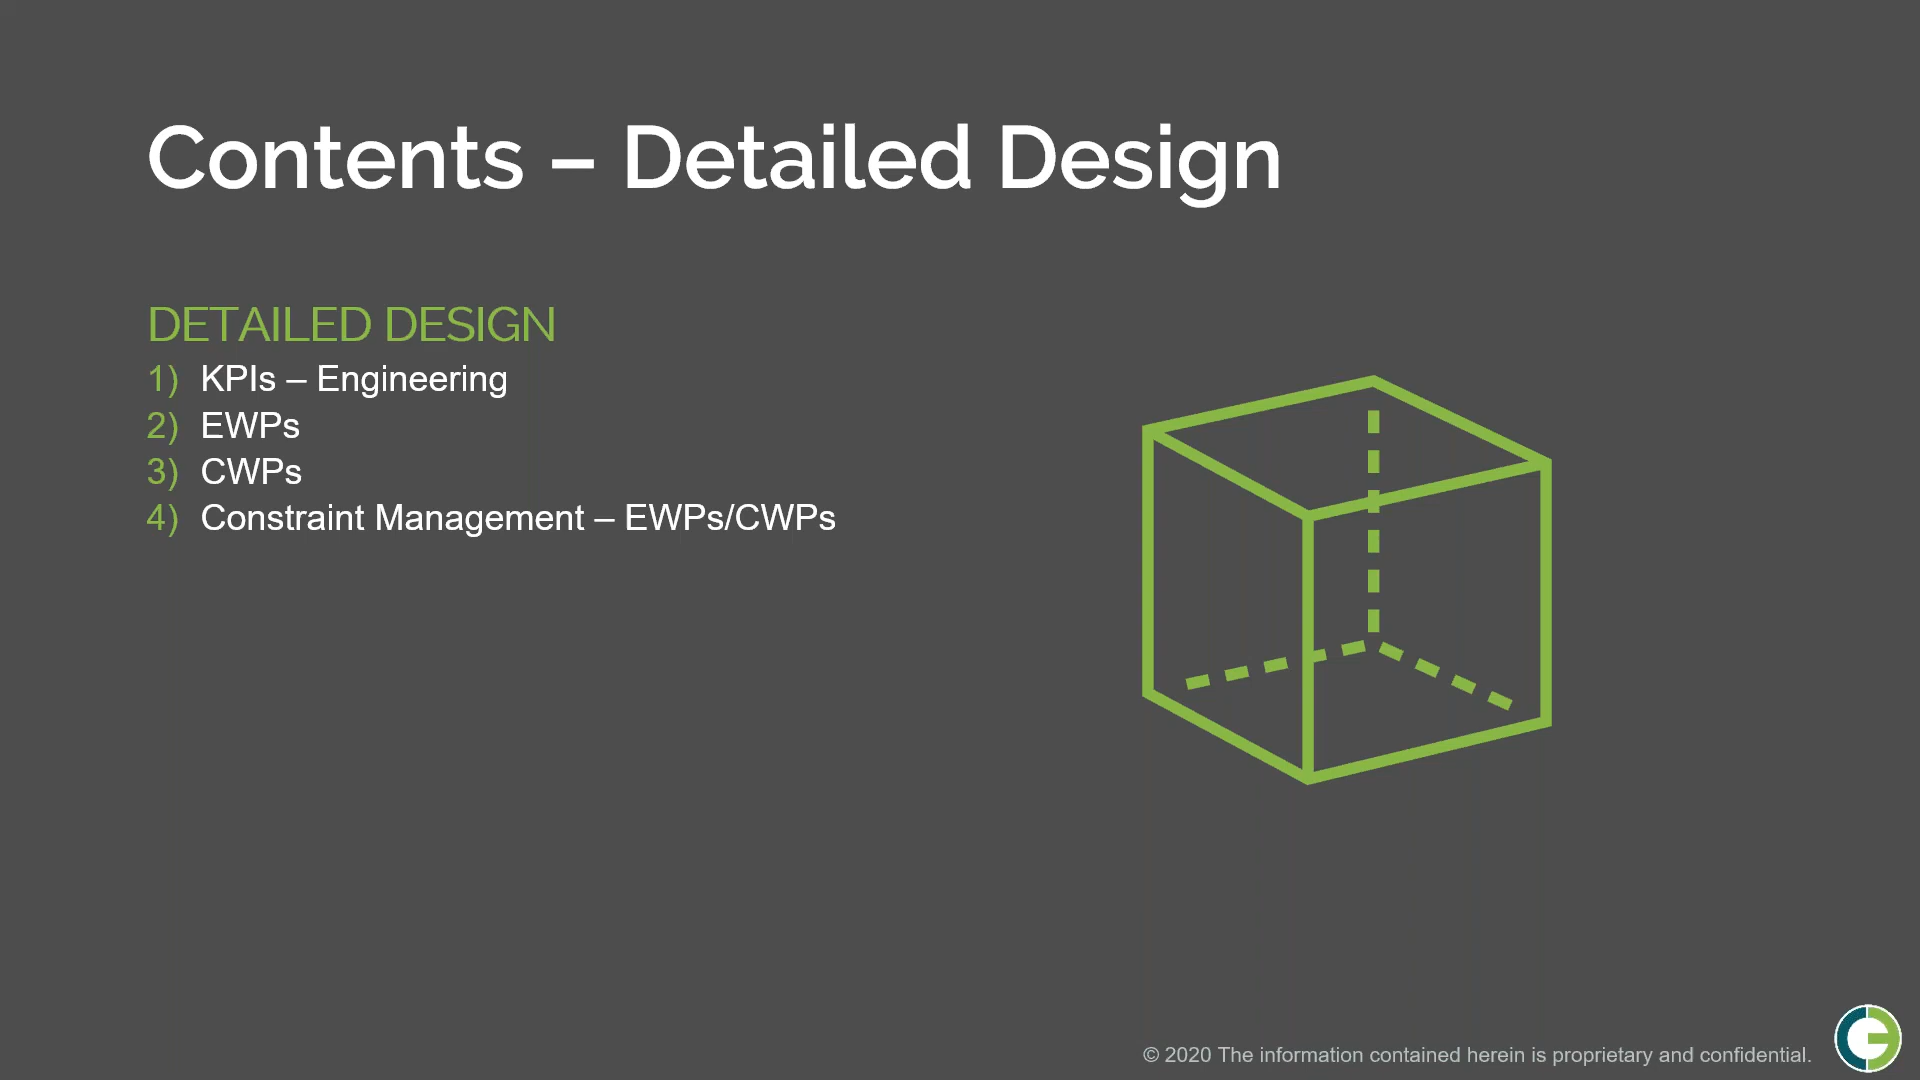 Contents – Detailed Design
DETAILED DESIGN
1) KPIs – Engineering
2) EWPs
3) CWPs
4) Constraint Management – EWPs/CWPs
© 2020 The information contained herein is proprietary and confidential.